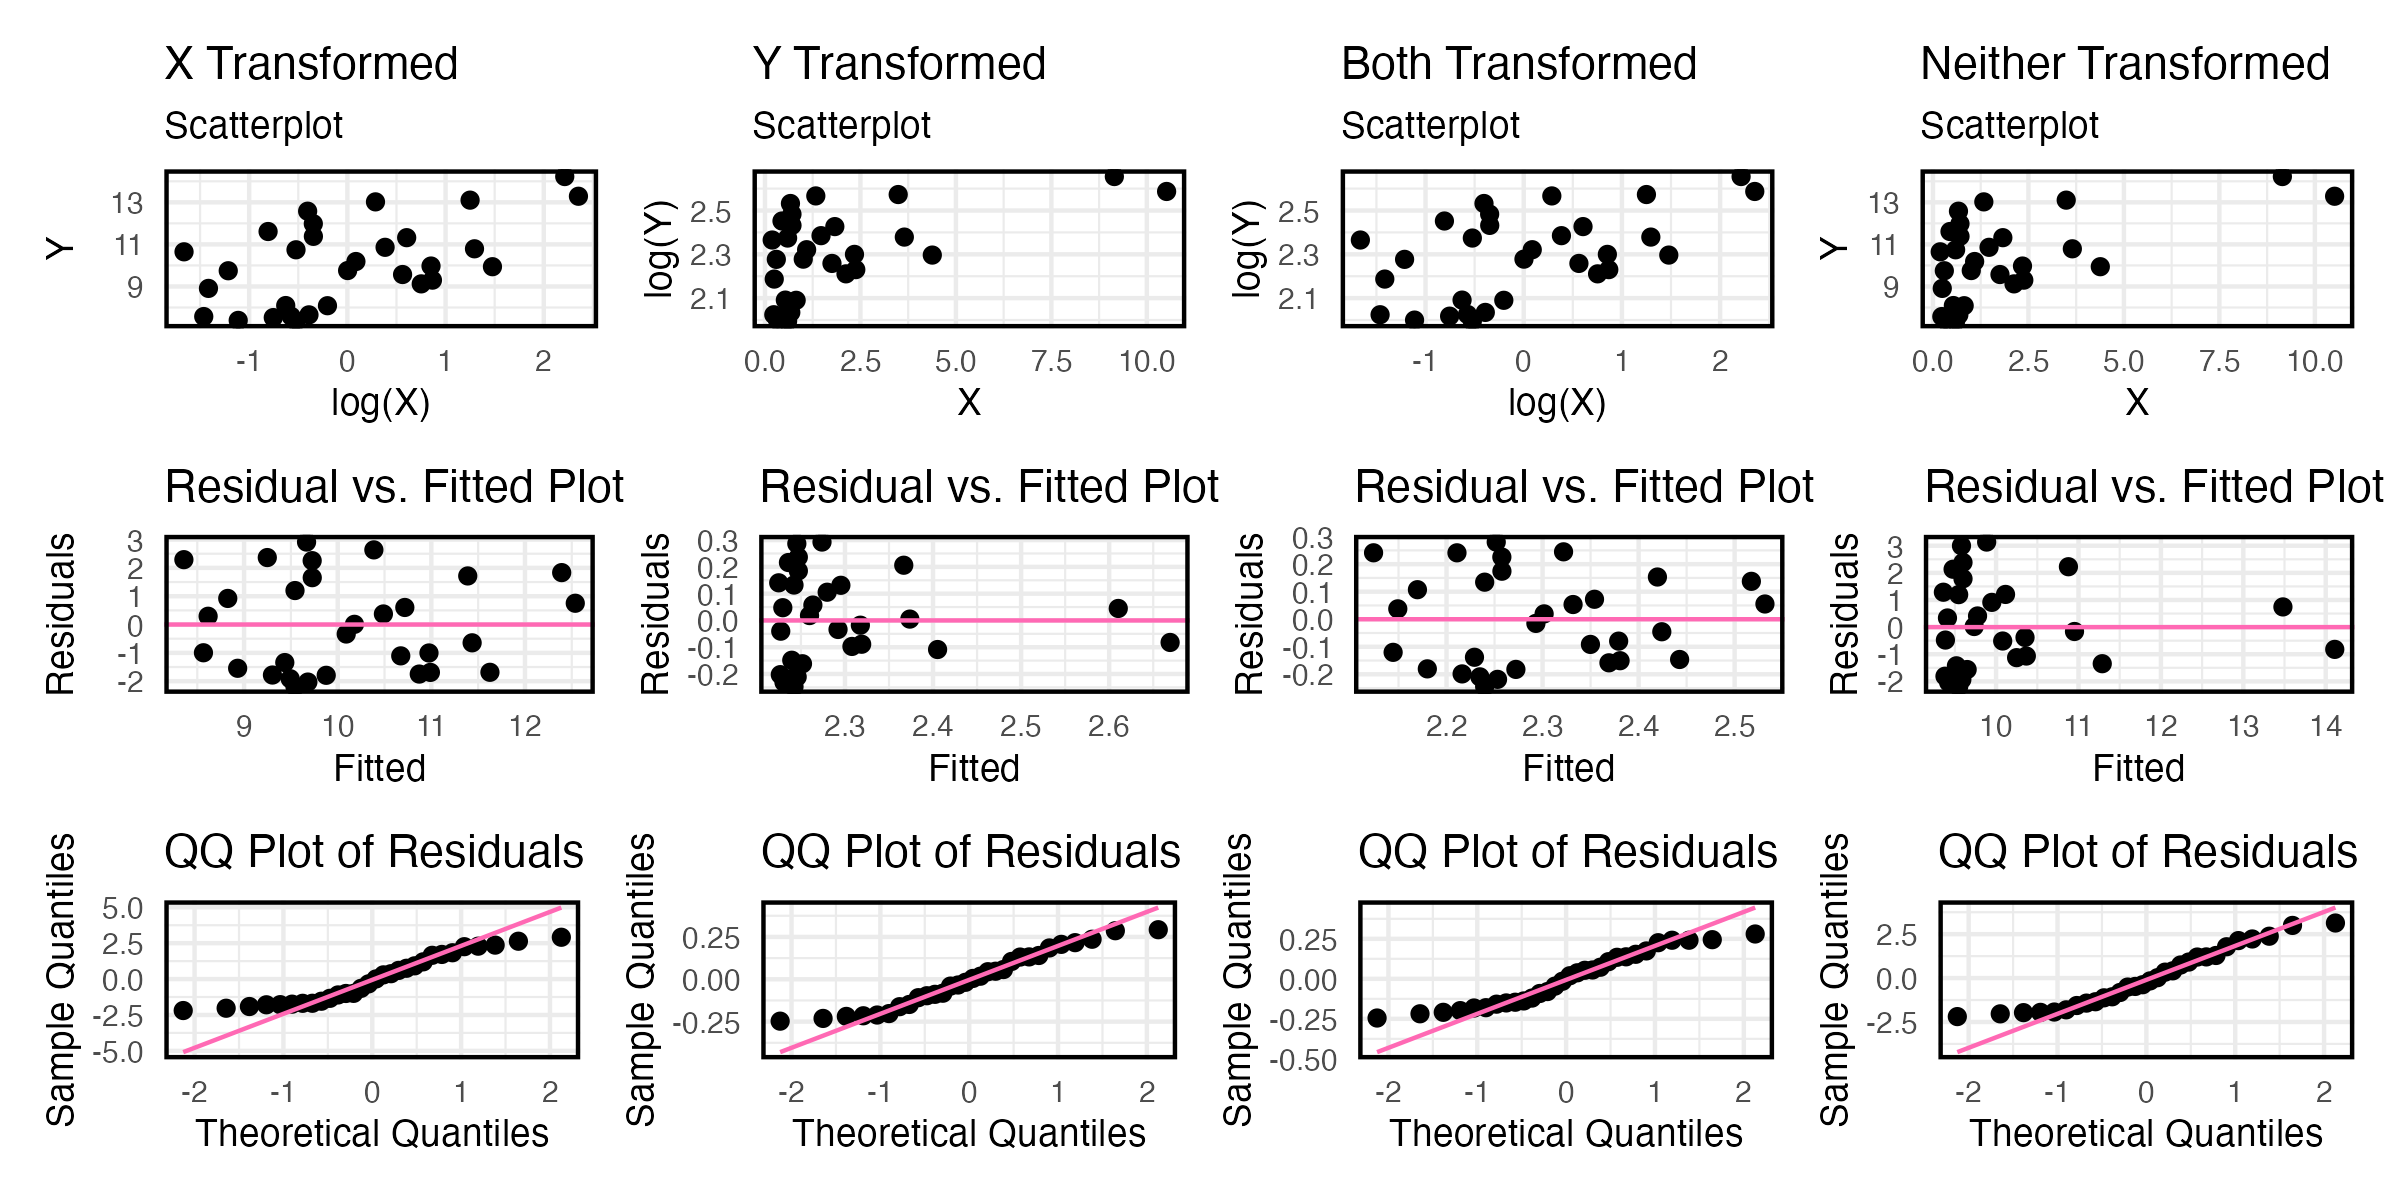 X Transformed Y Transformed Both Transformed Neither Transformed
Scatterplot Scatterplot Scatterplot Scatterplot
Y 13 11 9
-1 0 1 2
log(X)
log(Y) 2.5 2.3 2.1
0.0 2.5 5.0 7.5 10.0
X
log(Y) 2.5 2.3 2.1
-1 0 1 2
log(X)
Y 13 11 9
0.0 2.5 5.0 7.5 10.0
X
Residual vs. Fitted Plot Residual vs. Fitted Plot Residual vs. Fitted Plot Residual vs. Fitted Plot
Residuals 3 2 1 0 -1 -2
9 10 11 12
Fitted
Residuals 0.3 0.2 0.1 0.0 -0.1 -0.2
2.3 2.4 2.5 2.6
Fitted
Residuals 0.3 0.2 0.1 0.0 -0.1 -0.2
2.2 2.3 2.4 2.5
Fitted
Residuals 3 2 1 0 -1 -2
10 11 12 13 14
Fitted
QQ Plot of Residuals QQ Plot of Residuals QQ Plot of Residuals QQ Plot of Residuals
Sample Quantiles 5.0 2.5 0.0 -2.5 -5.0
-2 -1 0 1 2
Theoretical Quantiles
Sample Quantiles 0.25 0.00 -0.25
-2 -1 0 1 2
Theoretical Quantiles
Sample Quantiles 0.25 0.00 -0.25 -0.50
-2 -1 0 1 2
Theoretical Quantiles
Sample Quantiles 2.5 0.0 -2.5
-2 -1 0 1 2
Theoretical Quantiles